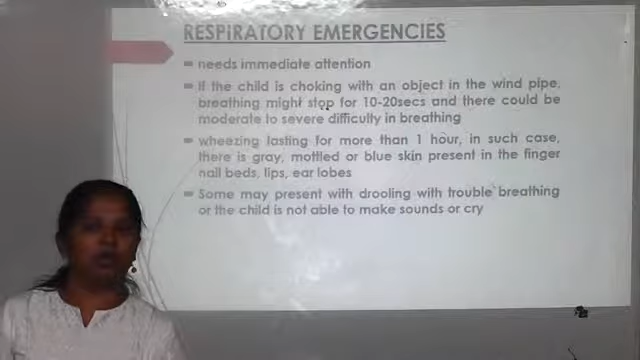 RESPIRATORY EMERGENCIES
needs immediate attention
If the child is choking with an object in the wind pipe,
breathing might stop for 10-20secs and there could be
moderate to severe difficulty in breathing
wheezing lasting for more than 1 hour, in such case,
there is gray, mottled or blue skin present in the finger
nail beds, lips, ear lobes
Some may present with drooling with trouble breathing
or the child is not able to make sounds or cry